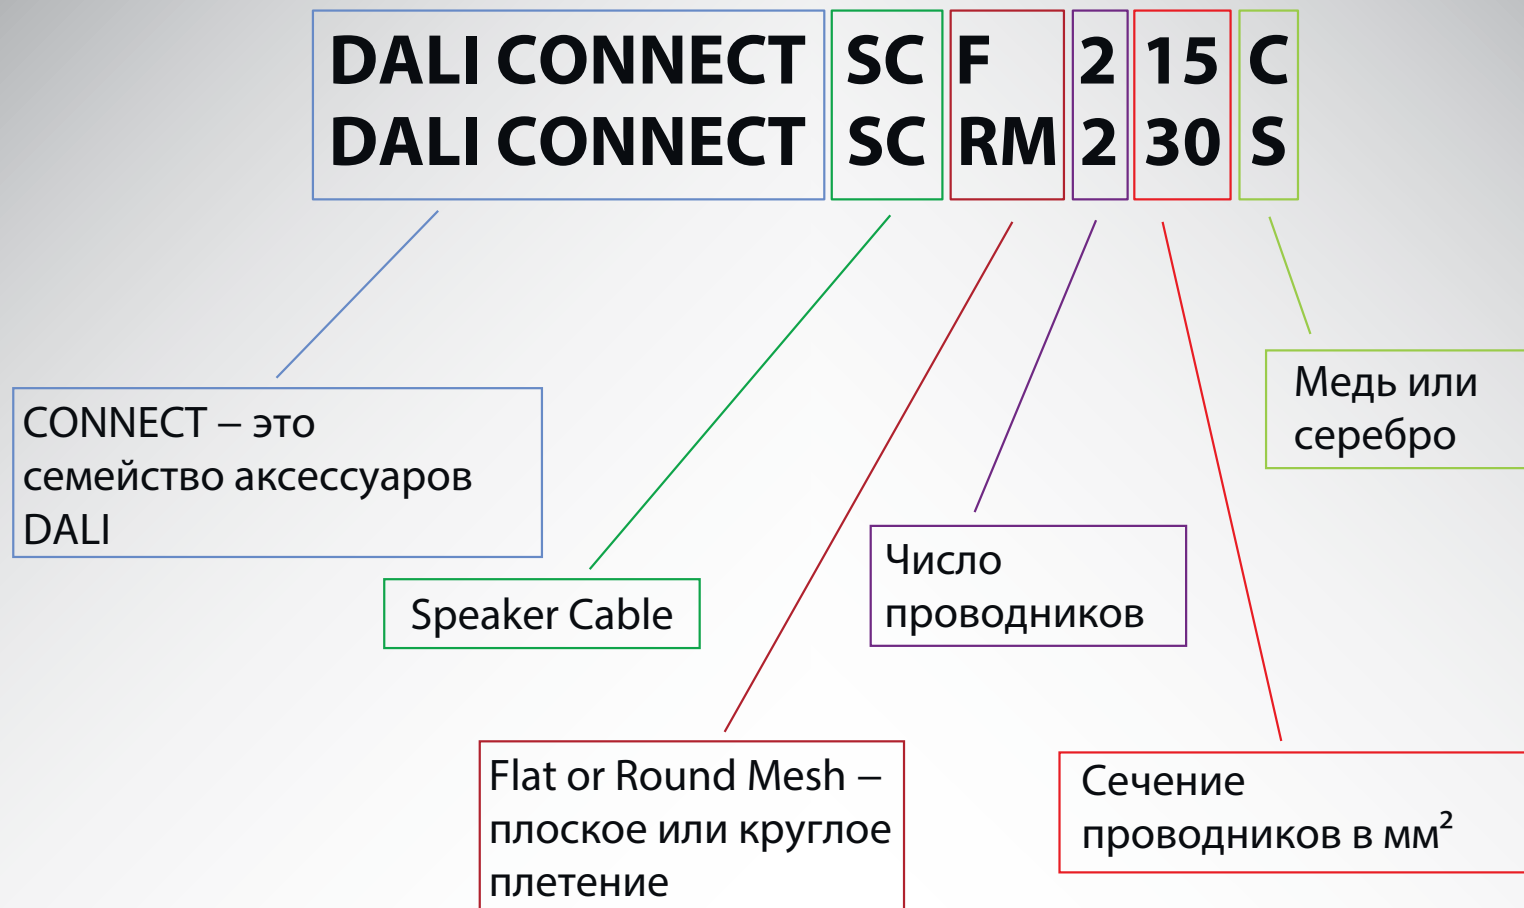 DALI CONNECT SC F 2 15 C
DALI CONNECT SC RM 2 30 S
Медь или
серебро
CONNECT – это
семейство аксессуаров
DALI
Число
проводников
Speaker Cable
Flat or Round Mesh –
плоское или круглое
плетение
Сечение
проводников в мм²